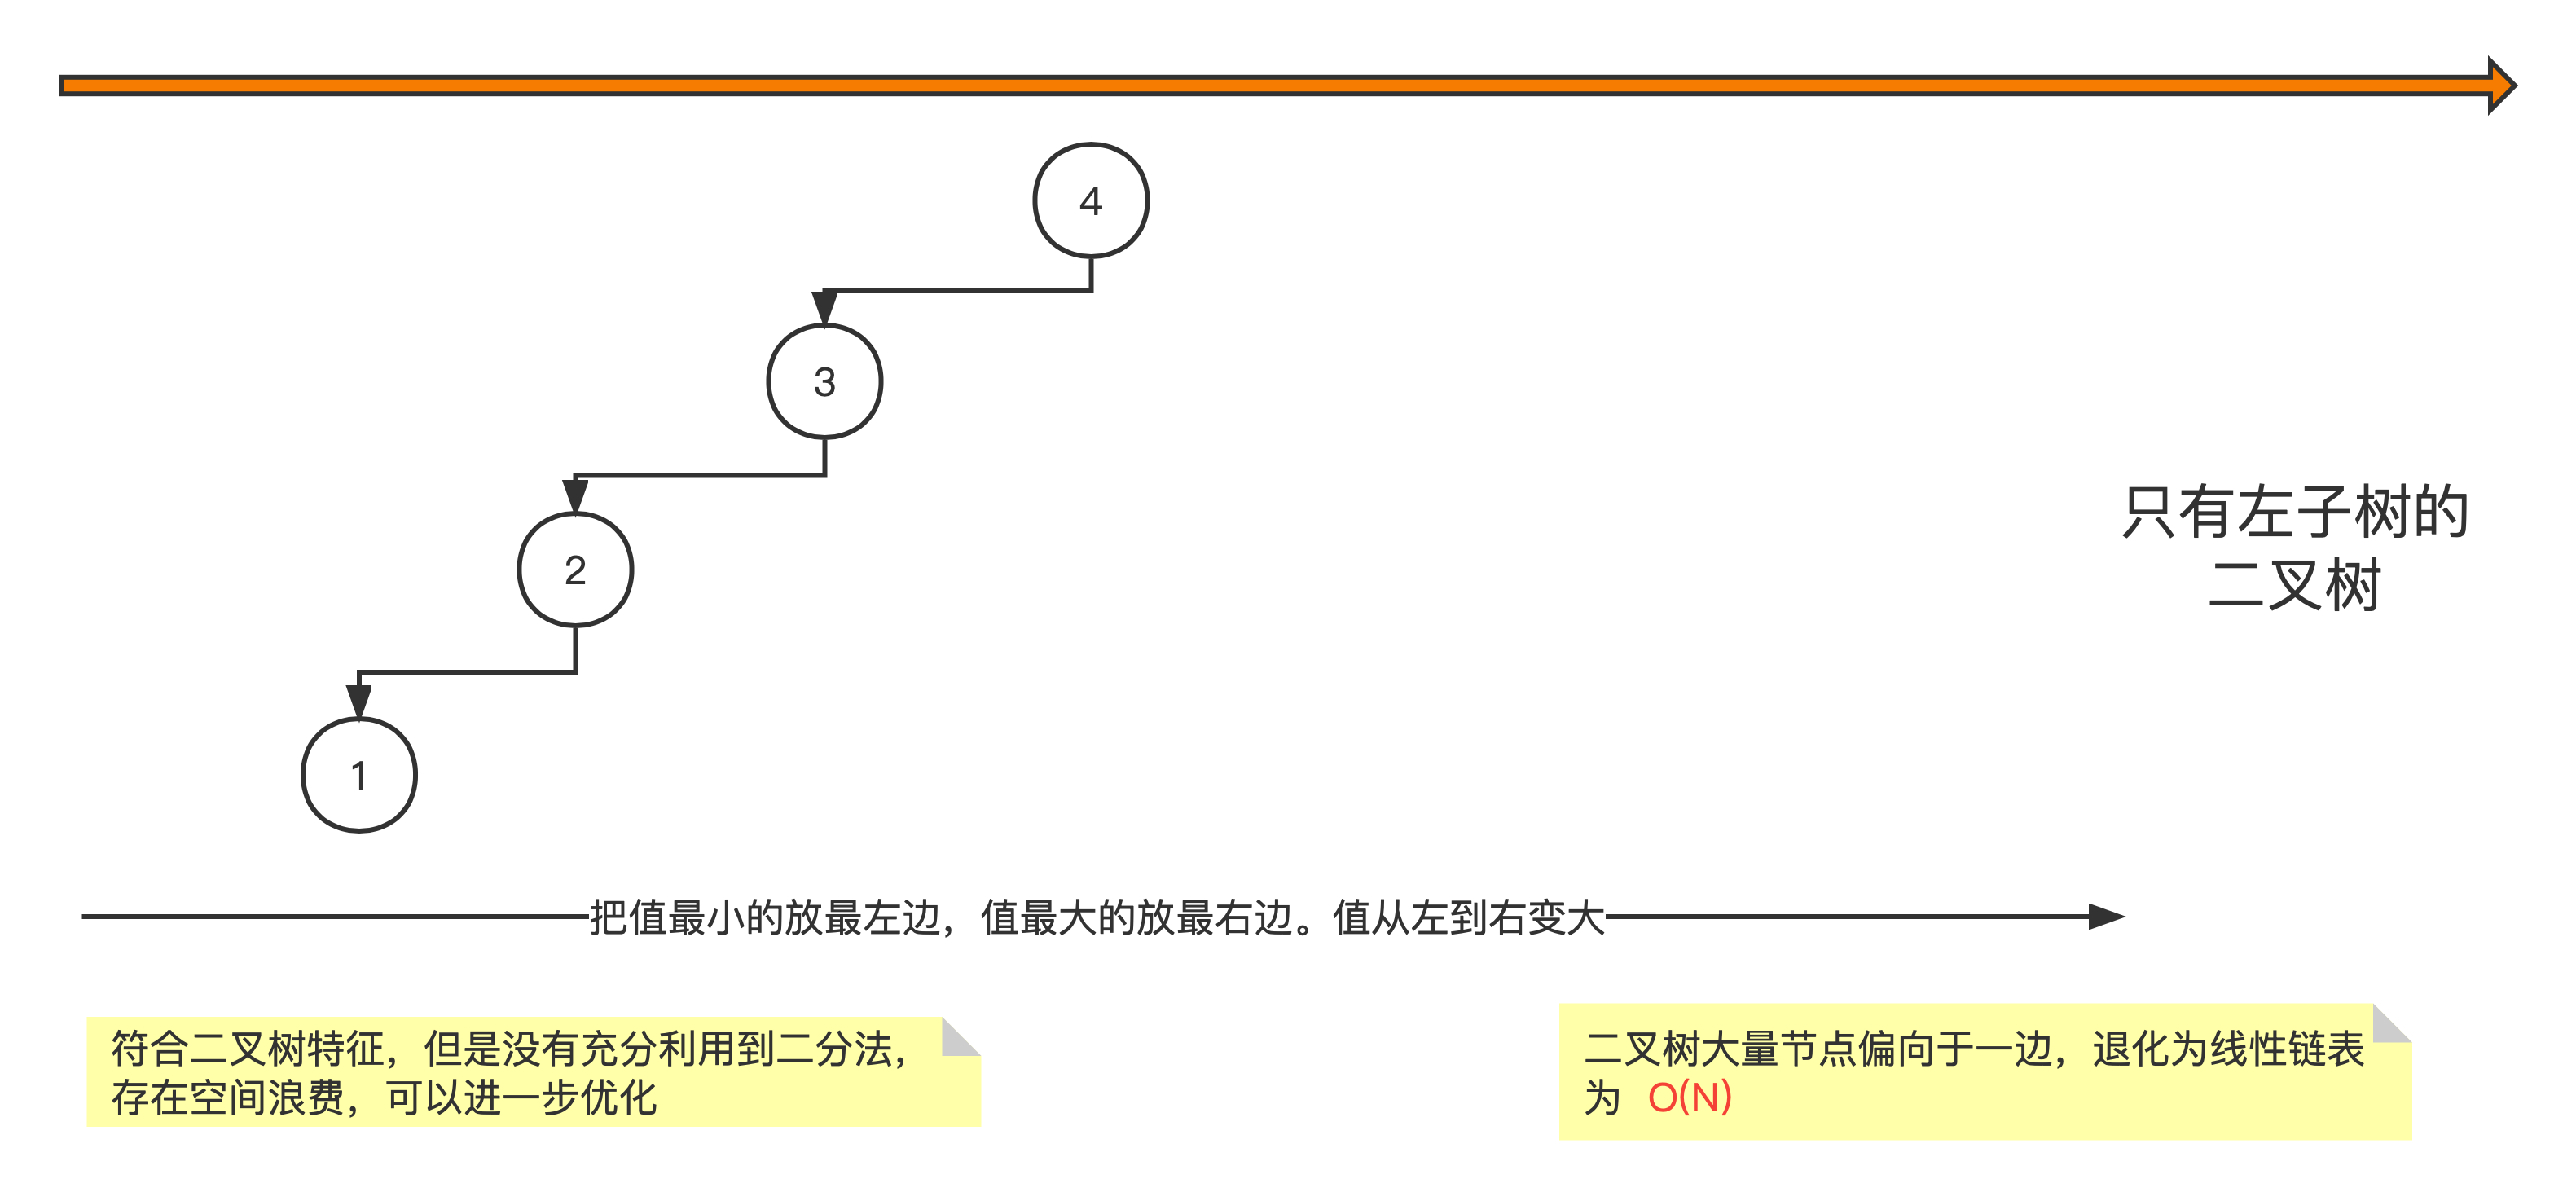 4
3
只有左子树的
二叉树
2
1
把值最小的放最左边，值最大的放最右边。值从左到右变大
符合二叉树特征，但是没有充分利用到二分法，
存在空间浪费，可以进一步优化
二叉树大量节点偏向于一边，退化为线性链表
为 O(N)